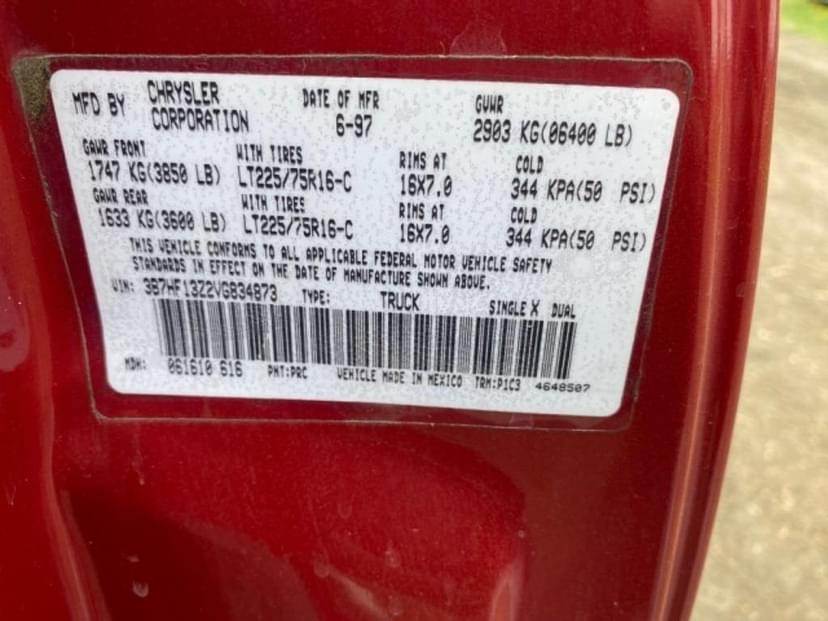 MFD BY CHRYSLER CORPORATION DATE OF MFR 6-97 GVWR 2903 KG(06400 LB)
GAWR FRONT WITH TIRES RIMS AT COLD
1747 KG(3850 LB) LT225/75R16-C 16X7.0 344 KPA(50 PSI)
GAWR REAR WITH TIRES RIMS AT COLD
1633 KG(3600 LB) LT225/75R16-C 16X7.0 344 KPA(50 PSI)
THIS VEHICLE CONFORMS TO ALL APPLICABLE FEDERAL MOTOR VEHICLE SAFETY
STANDARDS IN EFFECT ON THE DATE OF MANUFACTURE SHOWN ABOVE.
VIN: 3B7HF13Z2VG834873 TYPE: TRUCK SINGLE X DUAL
MDH: 061610 616 PNT:PRC VEHICLE MADE IN MEXICO TRM:P1C3 4648507